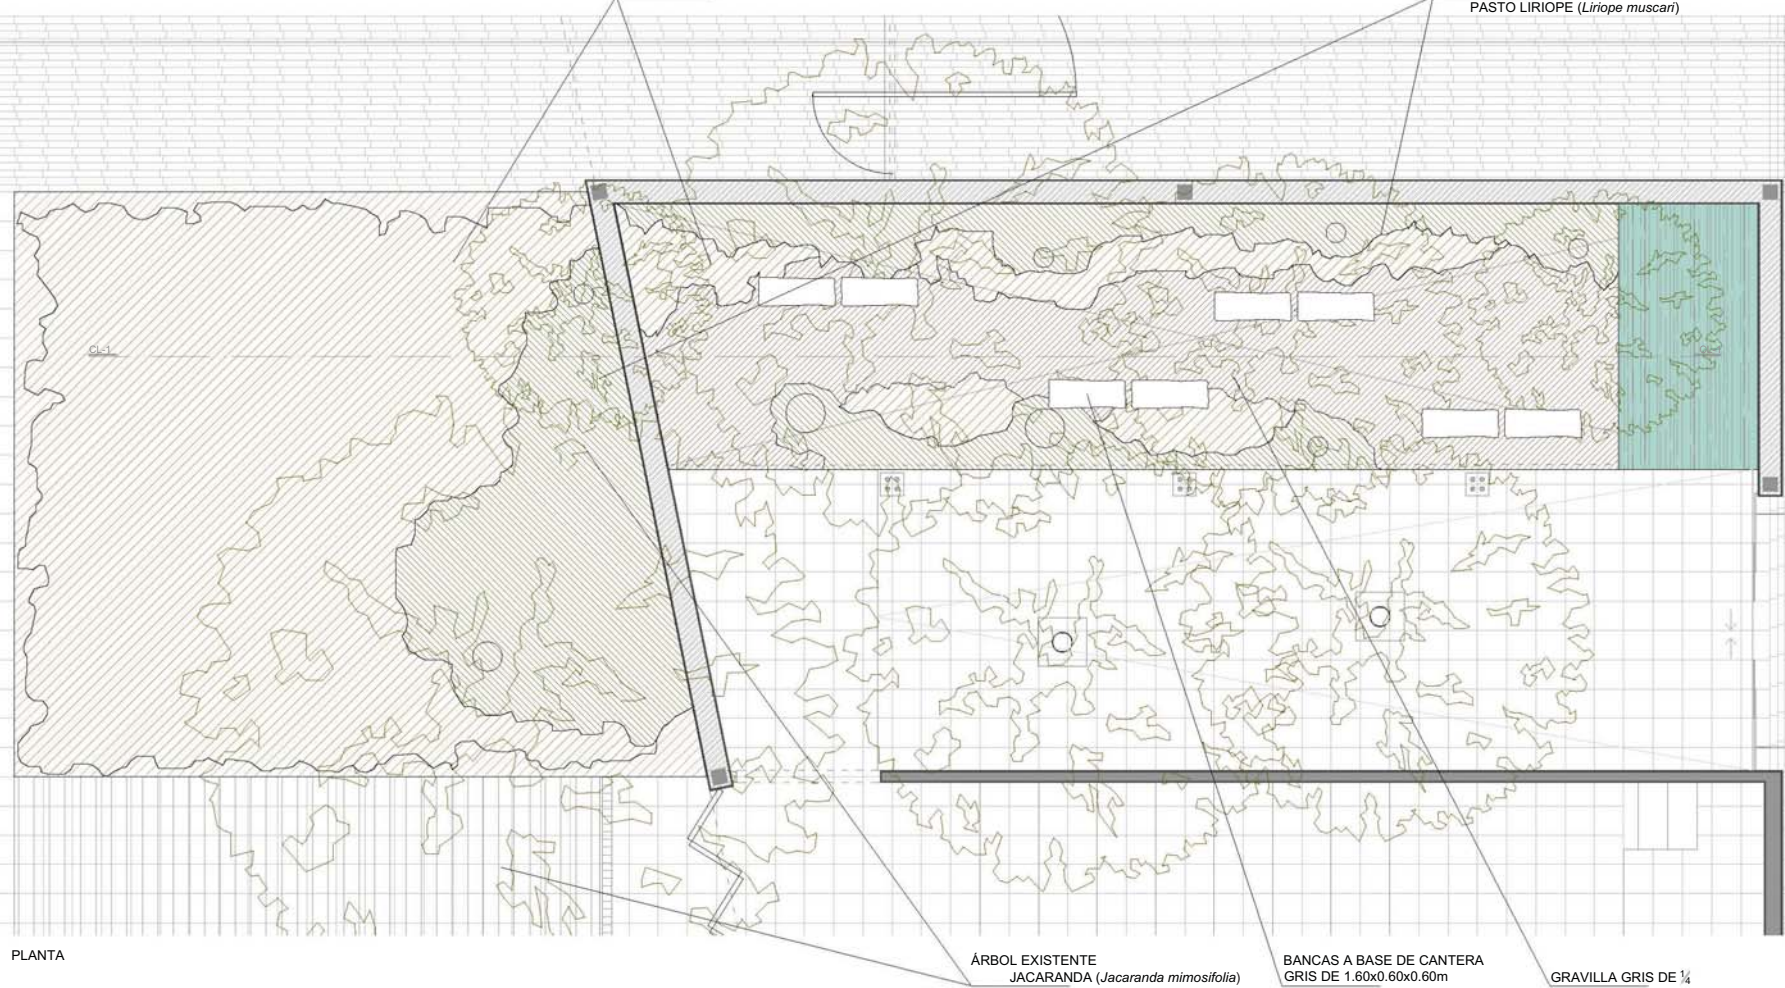 PASTO LIRIOPE (Liriope muscari)
CL-1
PLANTA
ÁRBOL EXISTENTE
JACARANDA (Jacaranda mimosifolia)
BANCAS A BASE DE CANTERA
GRIS DE 1.60x0.60x0.60m
GRAVILLA GRIS DE ¼